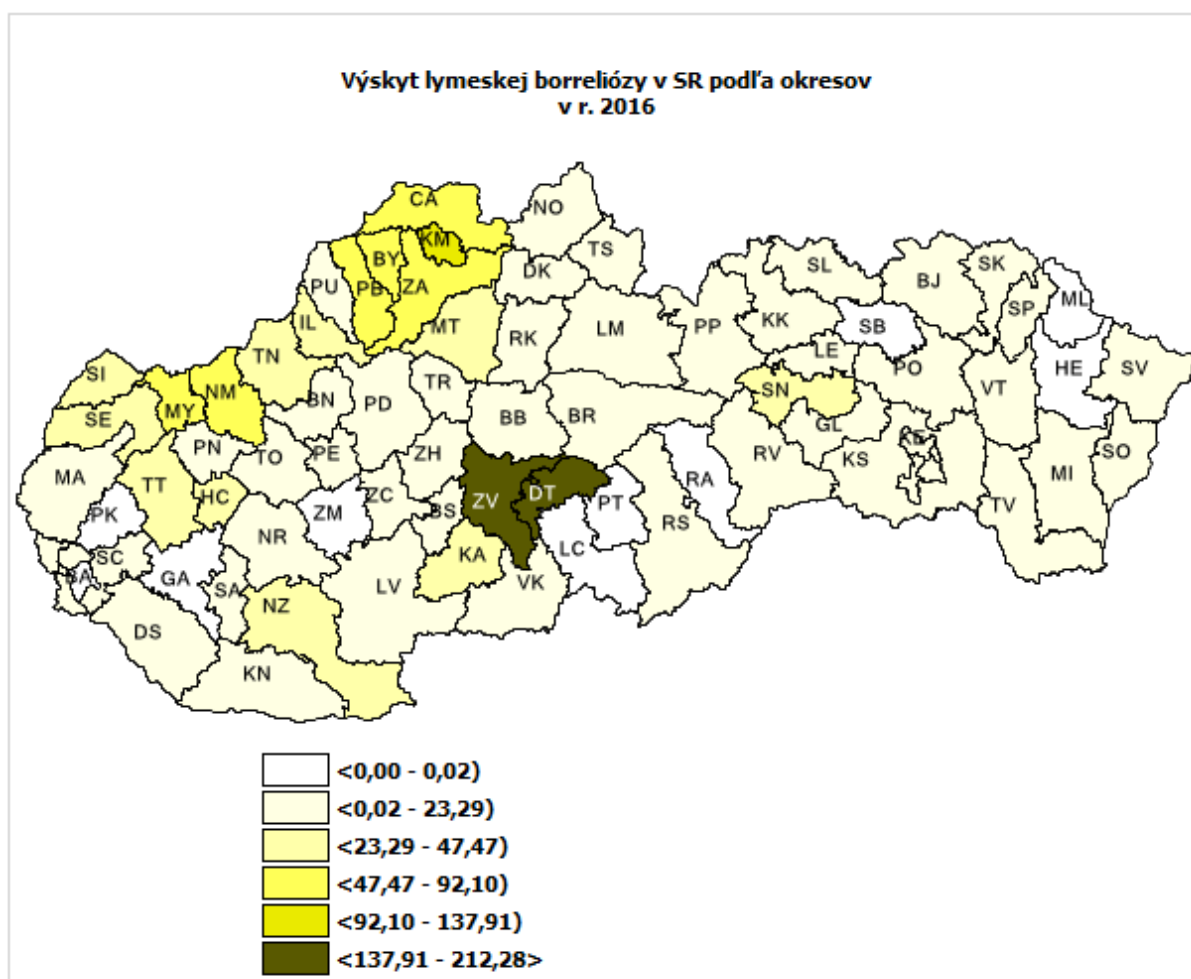 Výskyt lymeskej borreliózy v SR podľa okresov
v r. 2016
CA
NO
KM
TS
BY
PU
PB
ZA
DK
SL
BJ
SK
ML
SP
IL
MT
RK
LM
PP
KK
SB
TN
LE
PO
HE
SV
SI
NM
TR
SN
VT
MY
BN
PD
SE
BB
BR
GL
KE
PN
TO
PE
ZH
RV
KS
SO
MA
TT
HC
ZC
RA
MI
PK
ZM
BS
ZV
DT
PT
RS
TV
NR
SC
KA
LC
BA
GA
SA
LV
VK
NZ
DS
KN
<0,00 - 0,02)
<0,02 - 23,29)
<23,29 - 47,47)
<47,47 - 92,10)
<92,10 - 137,91)
<137,91 - 212,28>